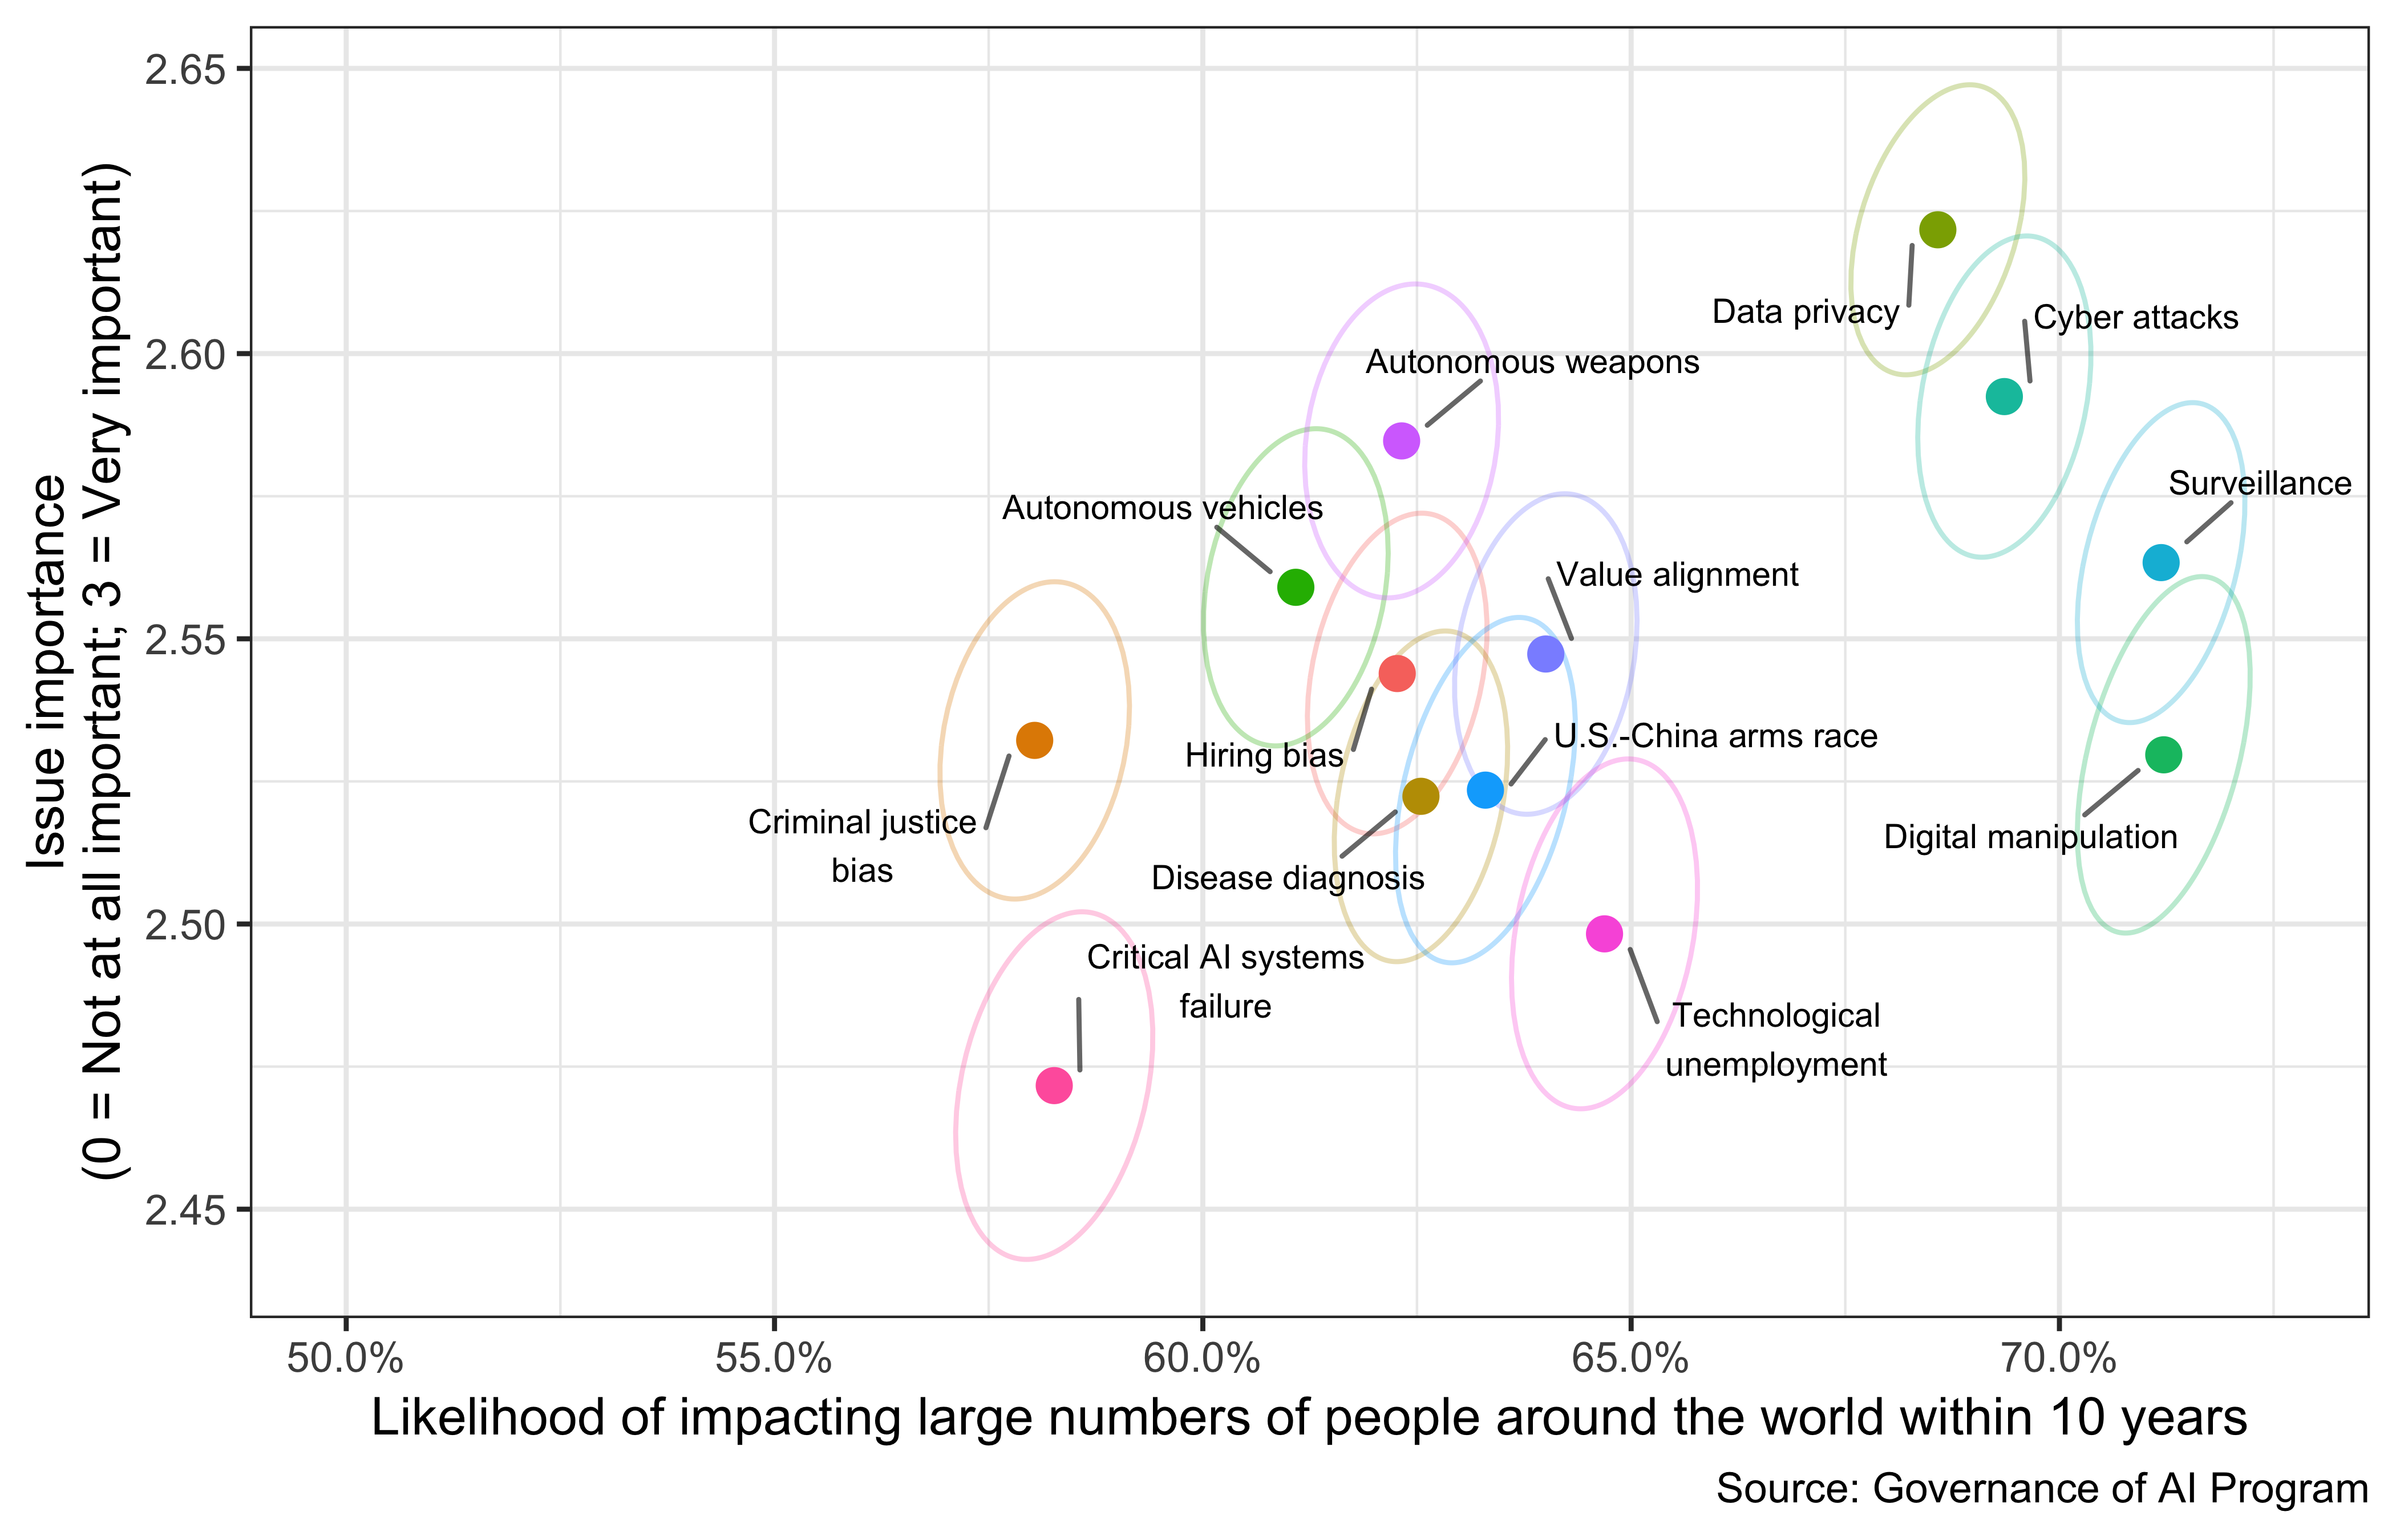 2.65
2.60
2.55
2.50
2.45
Issue importance
(0 = Not at all important; 3 = Very important)
Data privacy
Cyber attacks
Autonomous weapons
Surveillance
Autonomous vehicles
Value alignment
U.S.-China arms race
Hiring bias
Criminal justice
bias
Digital manipulation
Disease diagnosis
Critical AI systems
failure
Technological
unemployment
50.0%
55.0%
60.0%
65.0%
70.0%
Likelihood of impacting large numbers of people around the world within 10 years
Source: Governance of AI Program